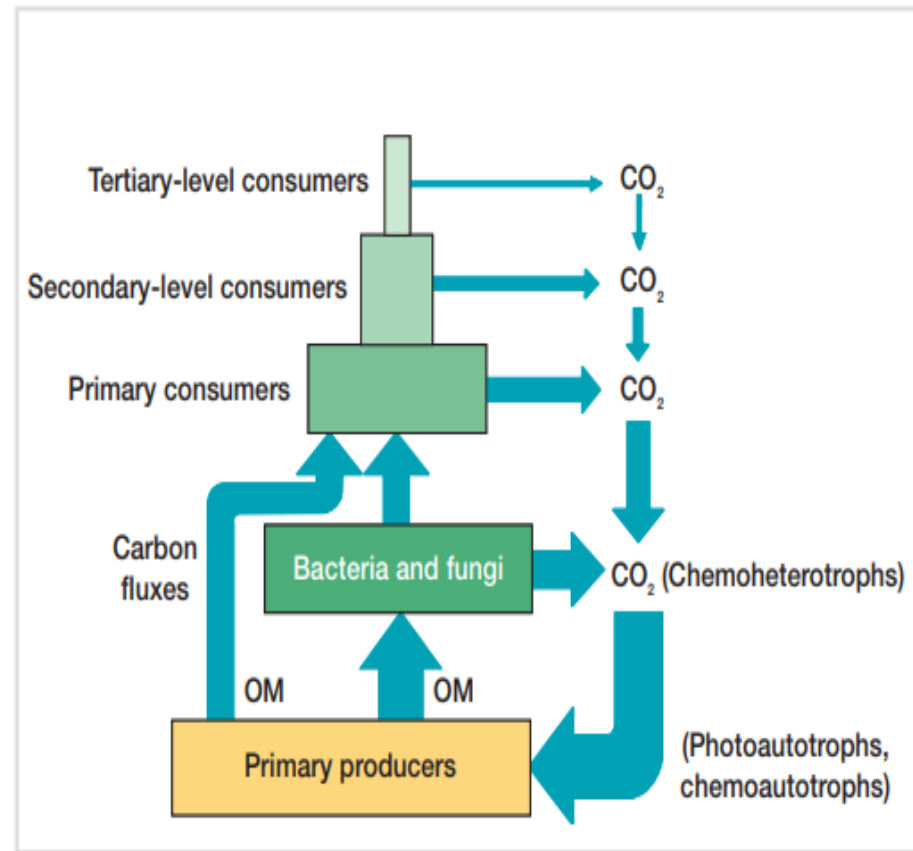 Tertiary-level consumers
CO₂
Secondary-level consumers
CO₂
Primary consumers
CO₂
Carbon
fluxes
Bacteria and fungi
CO₂ (Chemoheterotrophs)
OM
OM
Primary producers
(Photoautotrophs,
chemoautotrophs)